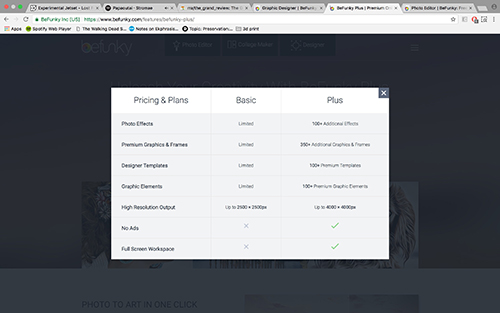 Experimental Jetset - Lost
Papaoutai - Stromae
rrio/the_grand_review: The
Graphic Designer | BeFunky
BeFunky Plus | Premium Gr
Photo Editor | BeFunky: Free
BeFunky Inc [US] https://www.befunky.com/features/befunky-plus/
Apps Spotify Web Player The Walking Dead S... Notes on Ekphrasis... Topic: Preservation... 3d print
befunky Photo Editor Collage Maker Designer
Pricing & Plans Basic Plus
Photo Effects Limited 100+ Additional Effects
Premium Graphics & Frames Limited 350+ Additional Graphics & Frames
Designer Templates Limited 100+ Premium Templates
Graphic Elements Limited 100+ Premium Graphic Elements
High Resolution Output Up to 2500 × 2500px Up to 4000 × 4000px
No Ads
Full Screen Workspace
PHOTO TO ART IN ONE CLICK